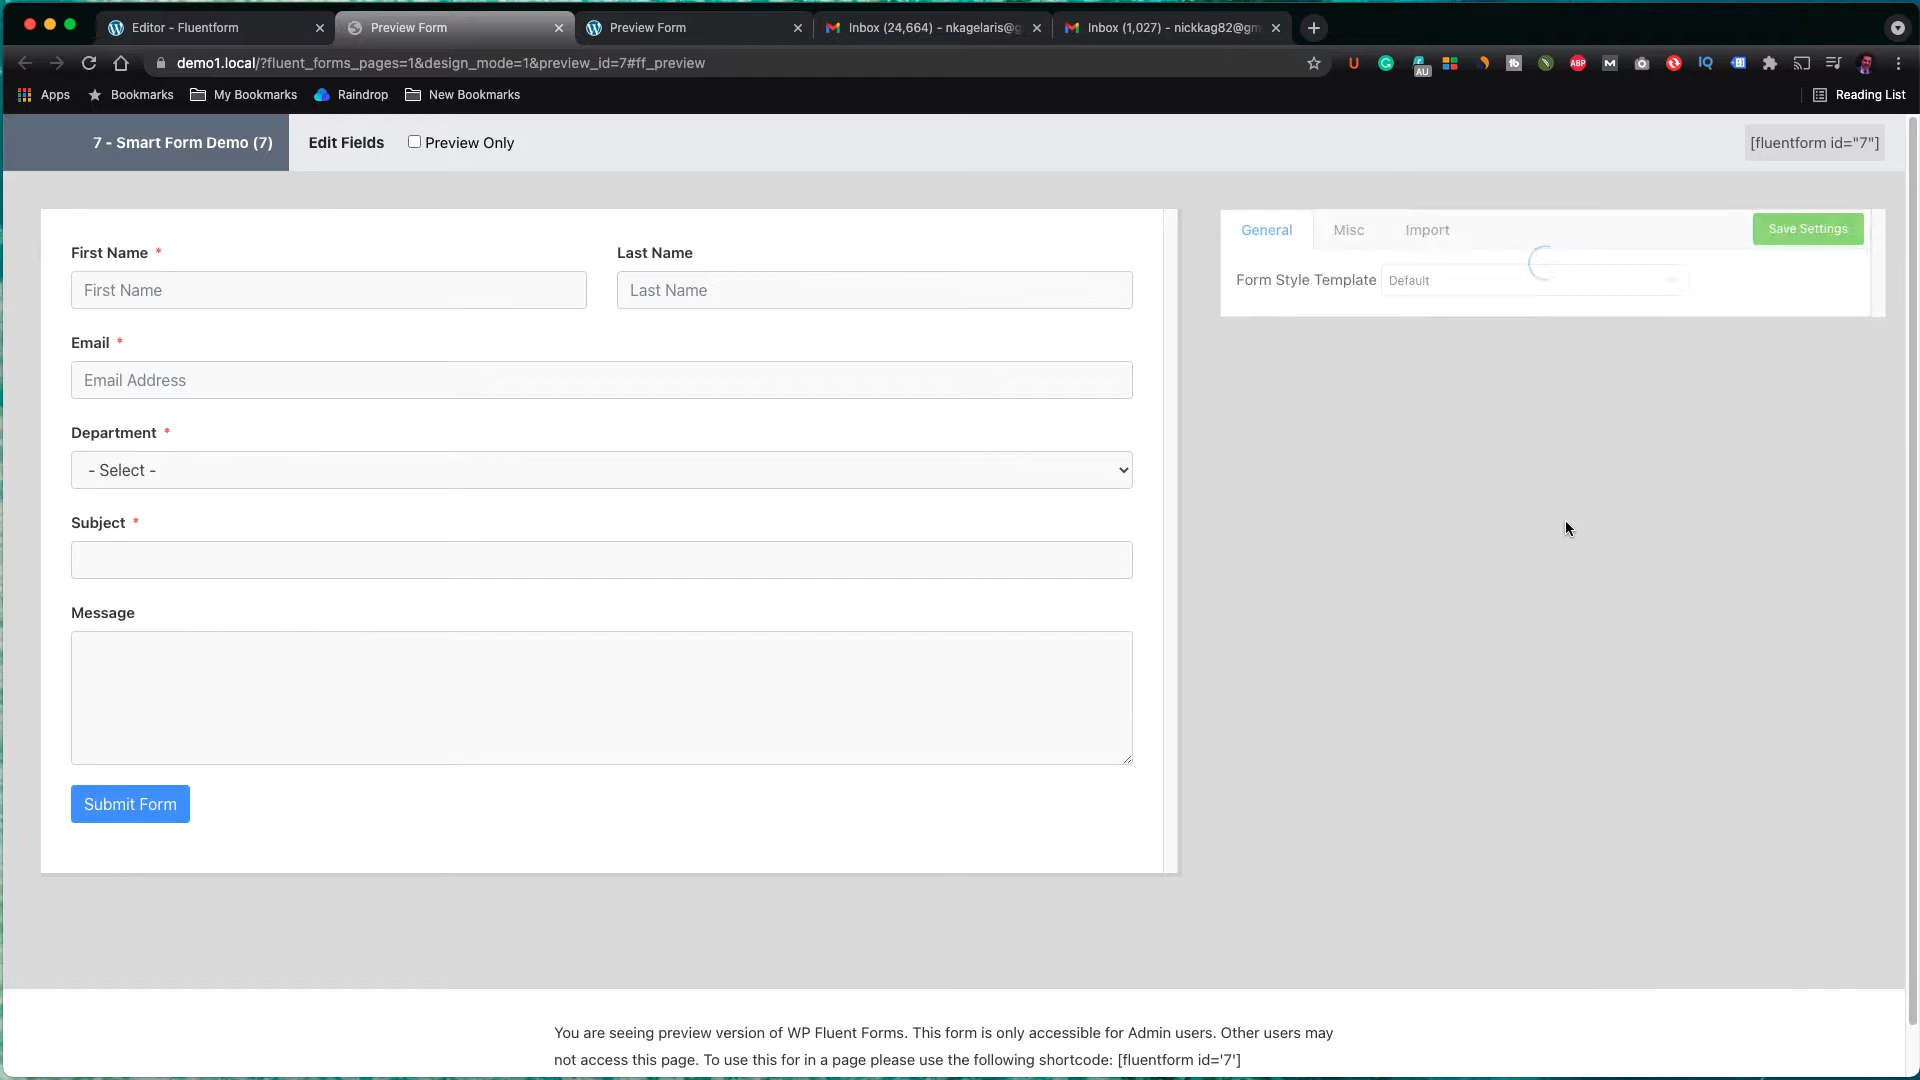 Editor - Fluentform
Preview Form
Preview Form
Inbox (24,664) - nkagelaris@g
Inbox (1,027) - nickkag82@gm
demo1.local/?fluent_forms_pages=1&design_mode=1&preview_id=7#ff_preview
Apps
Bookmarks
My Bookmarks
Raindrop
New Bookmarks
Reading List
7 - Smart Form Demo (7)
Edit Fields
Preview Only
[fluentform id="7"]
First Name *
Last Name
First Name
Last Name
Email *
Email Address
Department *
- Select -
Subject *
Message
Submit Form
General
Misc
Import
Save Settings
Form Style Template
Default
You are seeing preview version of WP Fluent Forms. This form is only accessible for Admin users. Other users may
not access this page. To use this for in a page please use the following shortcode: [fluentform id='7']